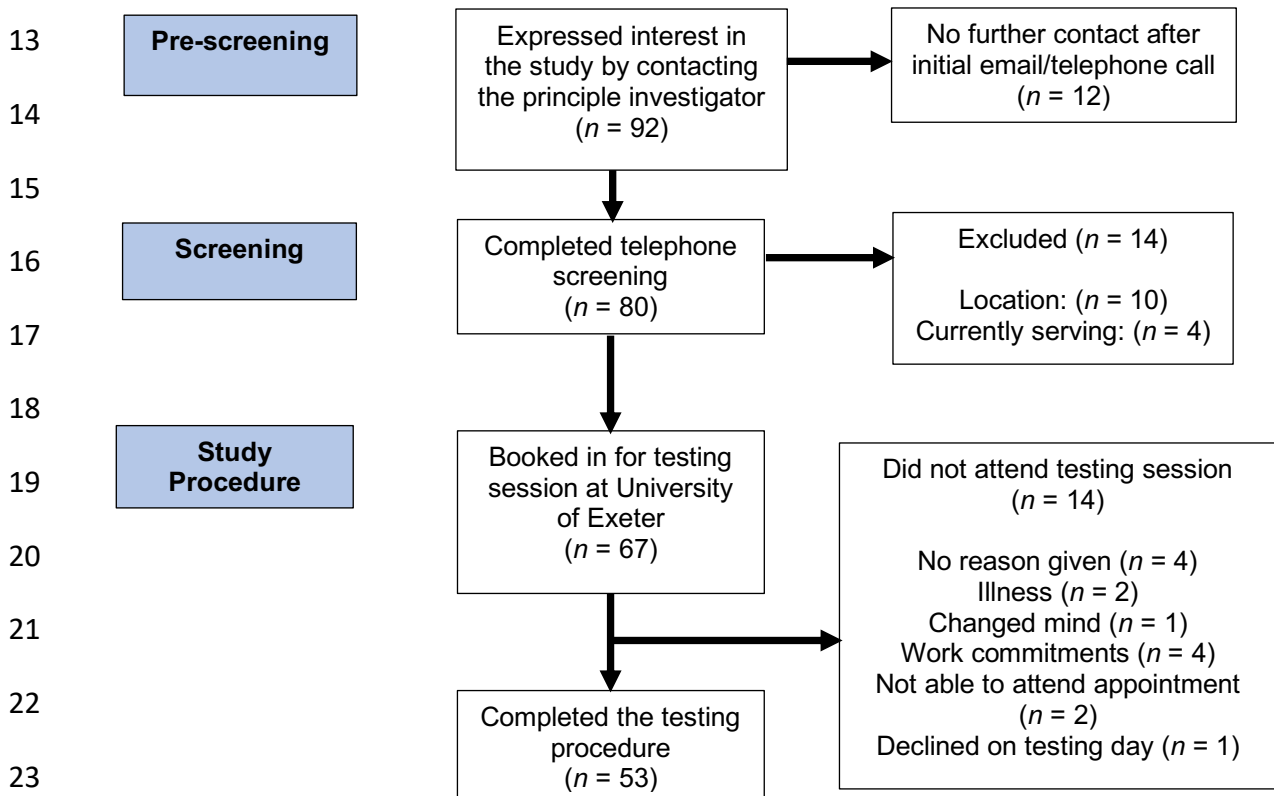 13
Pre-screening
Expressed interest in
the study by contacting
the principle investigator
(n = 92)
No further contact after
initial email/telephone call
(n = 12)
14
15
16
Screening
Completed telephone
screening
(n = 80)
Excluded (n = 14)
Location: (n = 10)
Currently serving: (n = 4)
17
18
19
Study
Procedure
Booked in for testing
session at University
of Exeter
(n = 67)
Did not attend testing session
(n = 14)
No reason given (n = 4)
Illness (n = 2)
Changed mind (n = 1)
Work commitments (n = 4)
Not able to attend appointment
(n = 2)
Declined on testing day (n = 1)
20
21
22
Completed the testing
procedure
(n = 53)
23